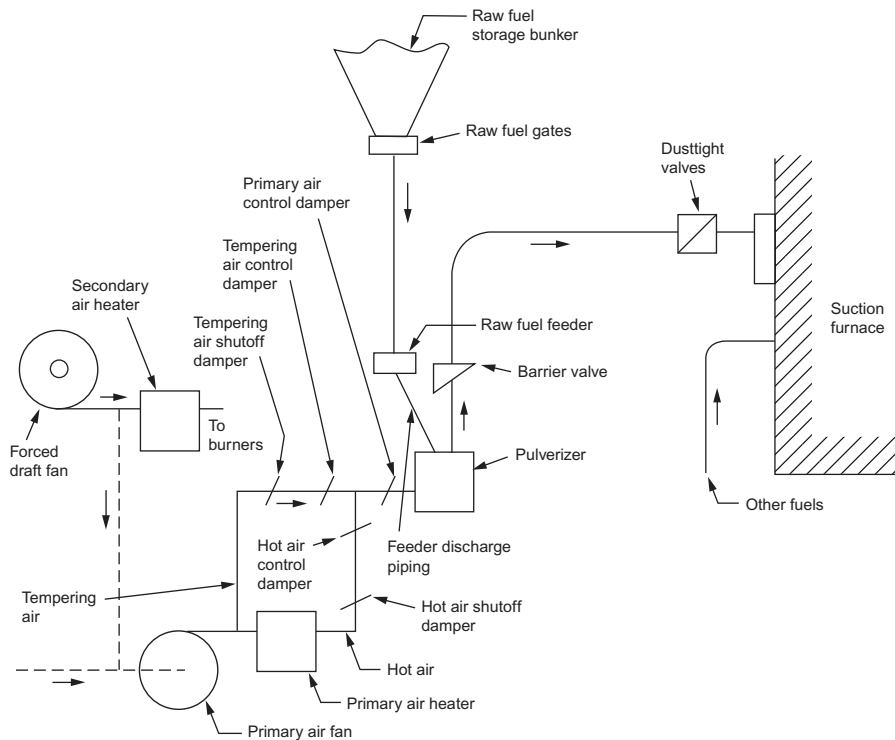 Raw fuel
storage bunker
Raw fuel gates
Dusttight
valves
Primary air
control damper
Tempering
air control
damper
Secondary
air heater
Tempering
air shutoff
damper
Raw fuel feeder
Suction
furnace
Barrier valve
To
burners
Forced
draft fan
Pulverizer
Other fuels
Hot air
control
damper
Feeder discharge
piping
Tempering
air
Hot air shutoff
damper
Hot air
Primary air heater
Primary air fan